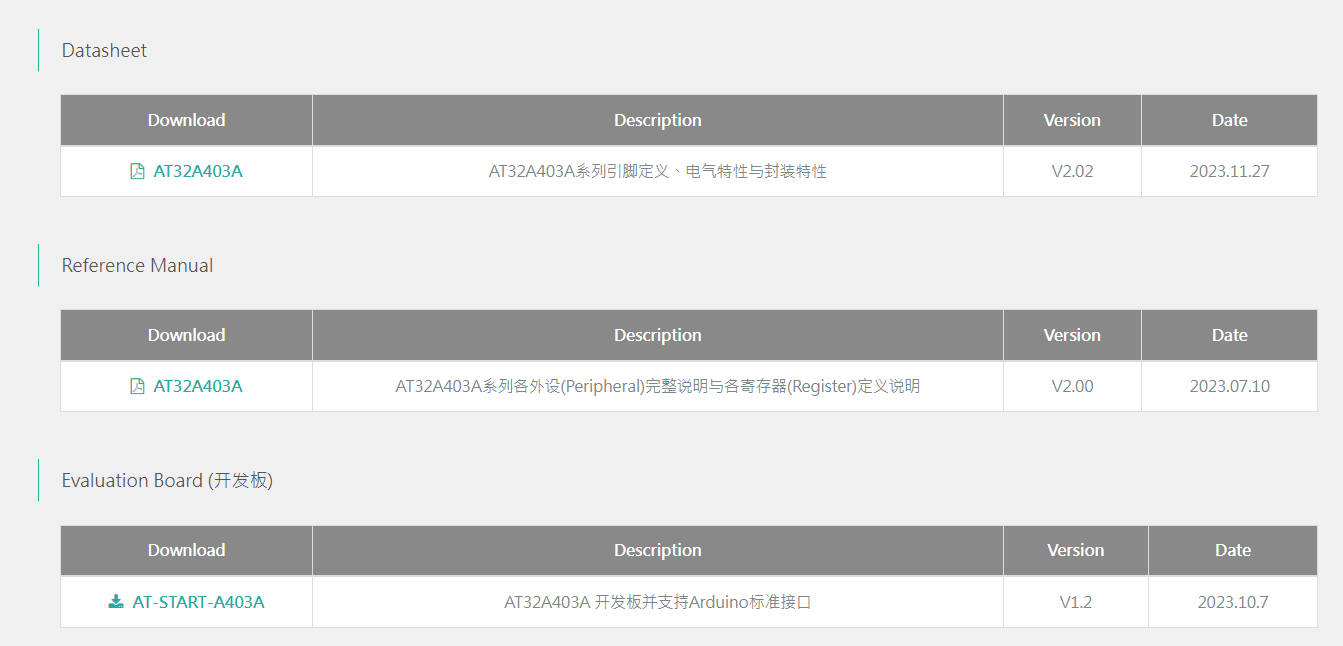 Datasheet
Download Description Version Date
AT32A403A AT32A403A系列引脚定义、电气特性与封装特性 V2.02 2023.11.27
Reference Manual
Download Description Version Date
AT32A403A AT32A403A系列各外设(Peripheral)完整说明与各寄存器(Register)定义说明 V2.00 2023.07.10
Evaluation Board (开发板)
Download Description Version Date
AT-START-A403A AT32A403A 开发板并支持Arduino标准接口 V1.2 2023.10.7